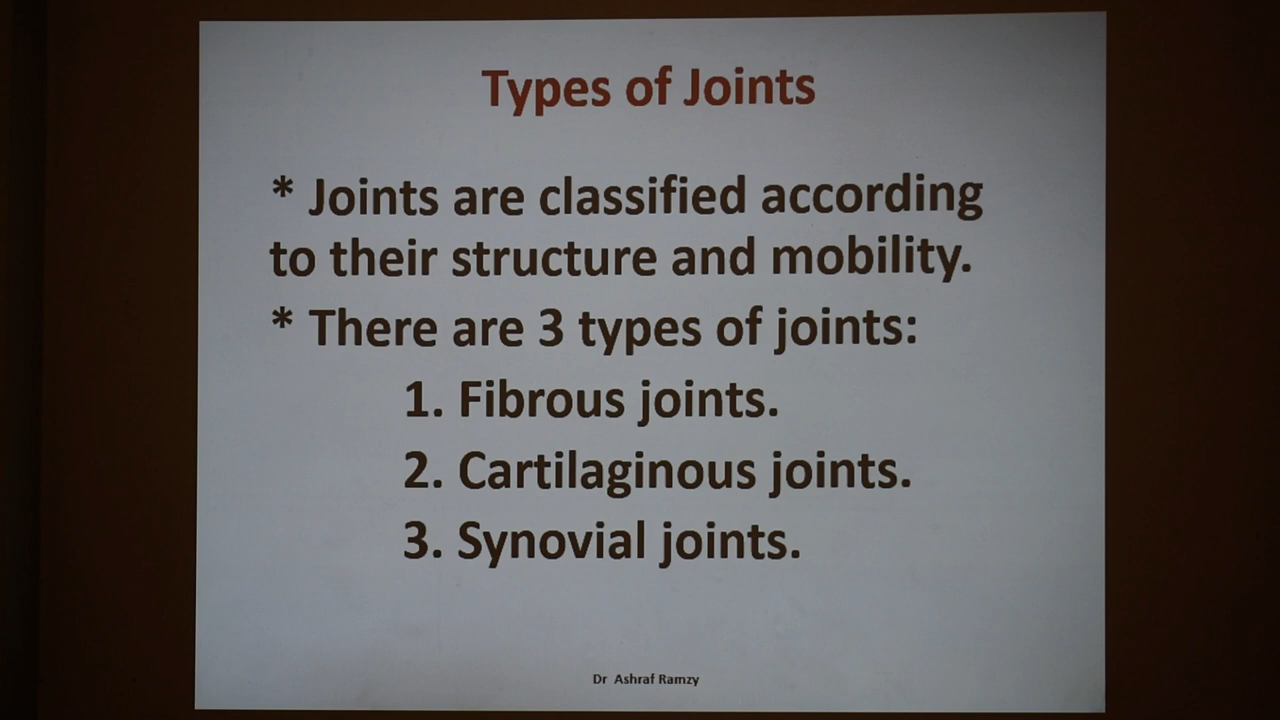 Types of Joints
* Joints are classified according
to their structure and mobility.
* There are 3 types of joints:
1. Fibrous joints.
2. Cartilaginous joints.
3. Synovial joints.
Dr Ashraf Ramzy